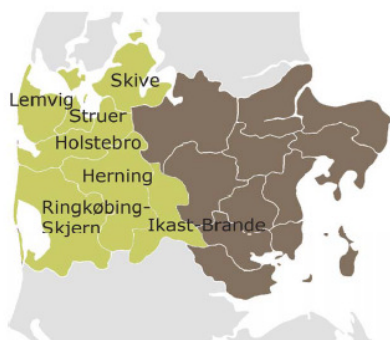 Skive
Lemvig
Struer
Holstebro
Herning
Ringkøbing-
Skjern
Ikast-Brande